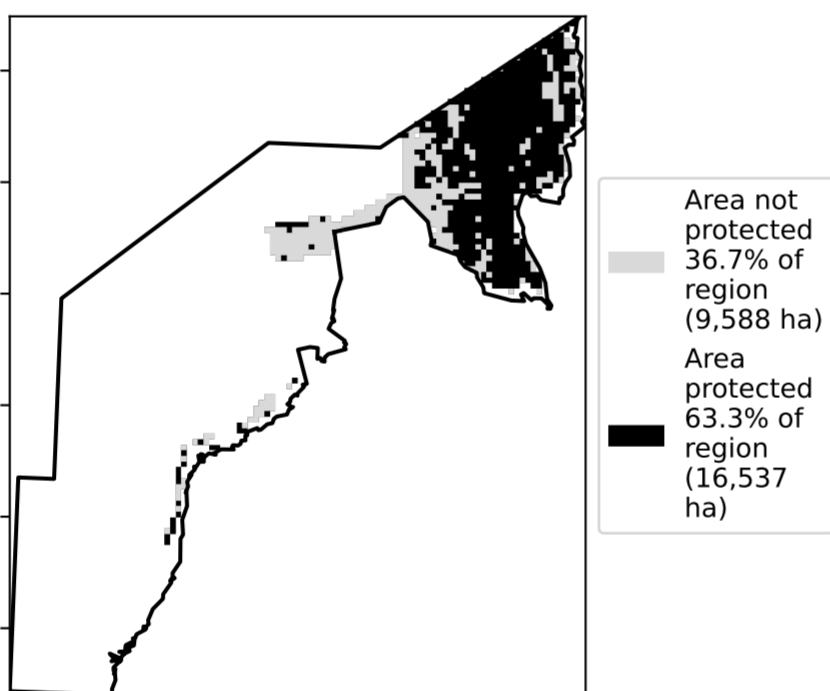 Area not
protected
36.7% of
region
(9,588 ha)
Area
protected
63.3% of
region
(16,537
ha)